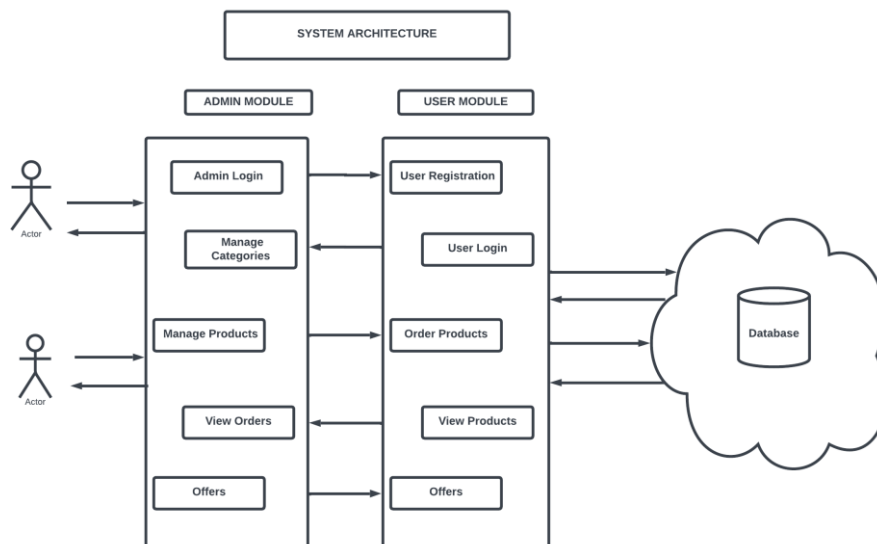 SYSTEM ARCHITECTURE
ADMIN MODULE
USER MODULE
Admin Login
User Registration
Actor
Manage
Categories
User Login
Manage Products
Order Products
Database
Actor
View Orders
View Products
Offers
Offers